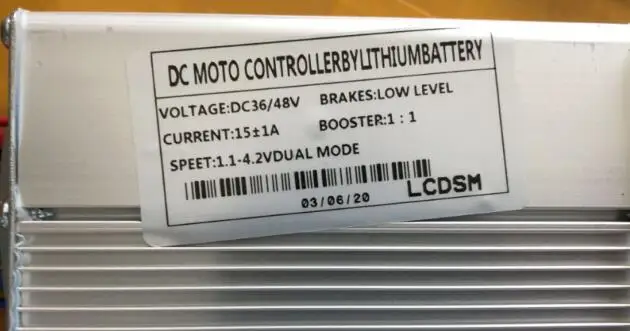 DC MOTO CONTROLLERBYLITHIUMBATTERY
VOLTAGE:DC36/48V BRAKES:LOW LEVEL
CURRENT:15±1A BOOSTER:1:1
SPEET:1.1-4.2VDUAL MODE
03/06/20 LCDSM